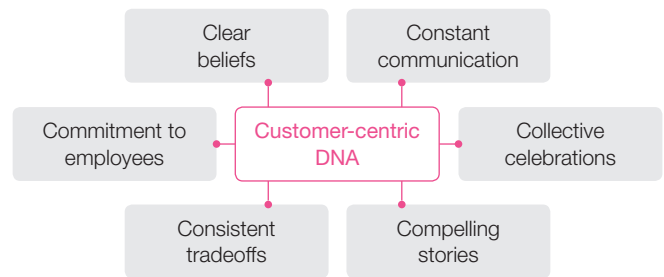 Clear
beliefs
Constant
communication
Commitment to
employees
Customer-centric
DNA
Collective
celebrations
Consistent
tradeoffs
Compelling
stories